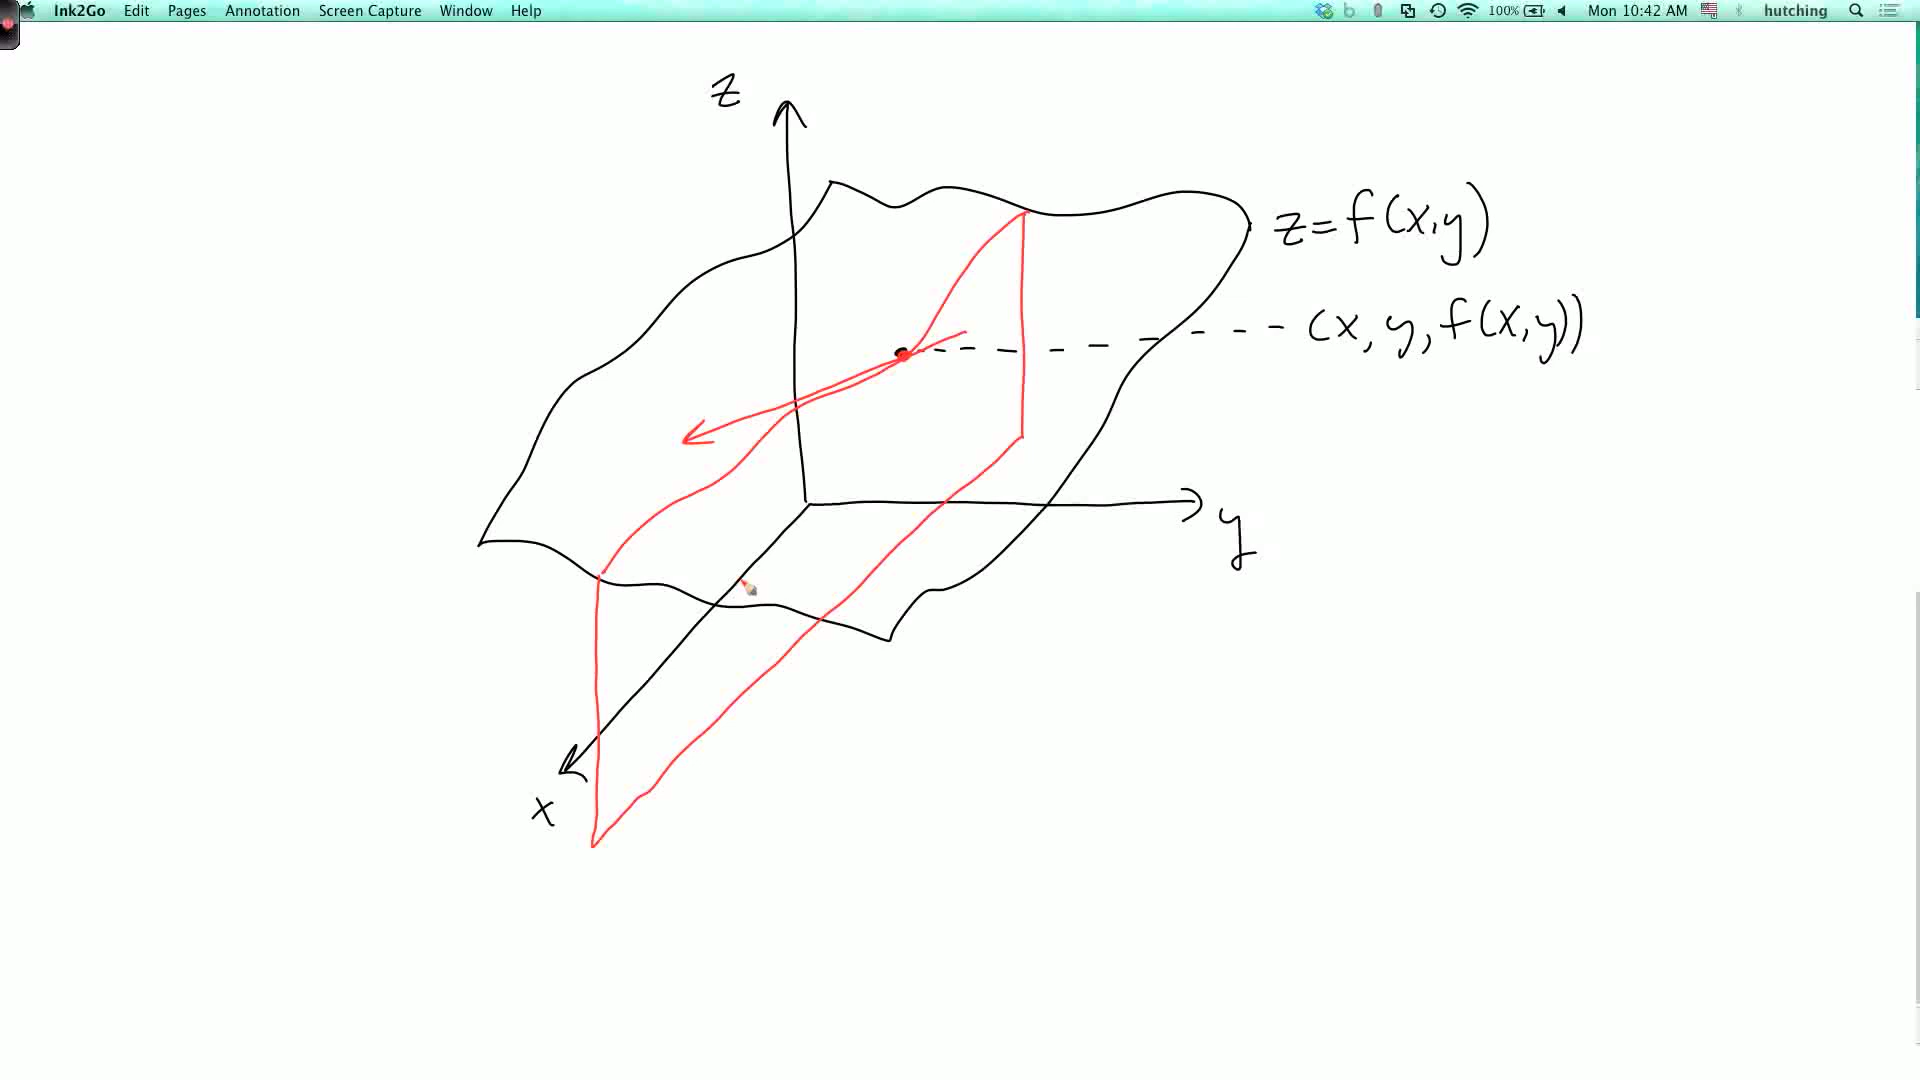 Ink2Go Edit Pages Annotation Screen Capture Window Help 100% Mon 10:42 AM hutching
z
z=f(x,y)
(x, y, f(x,y))
y
x